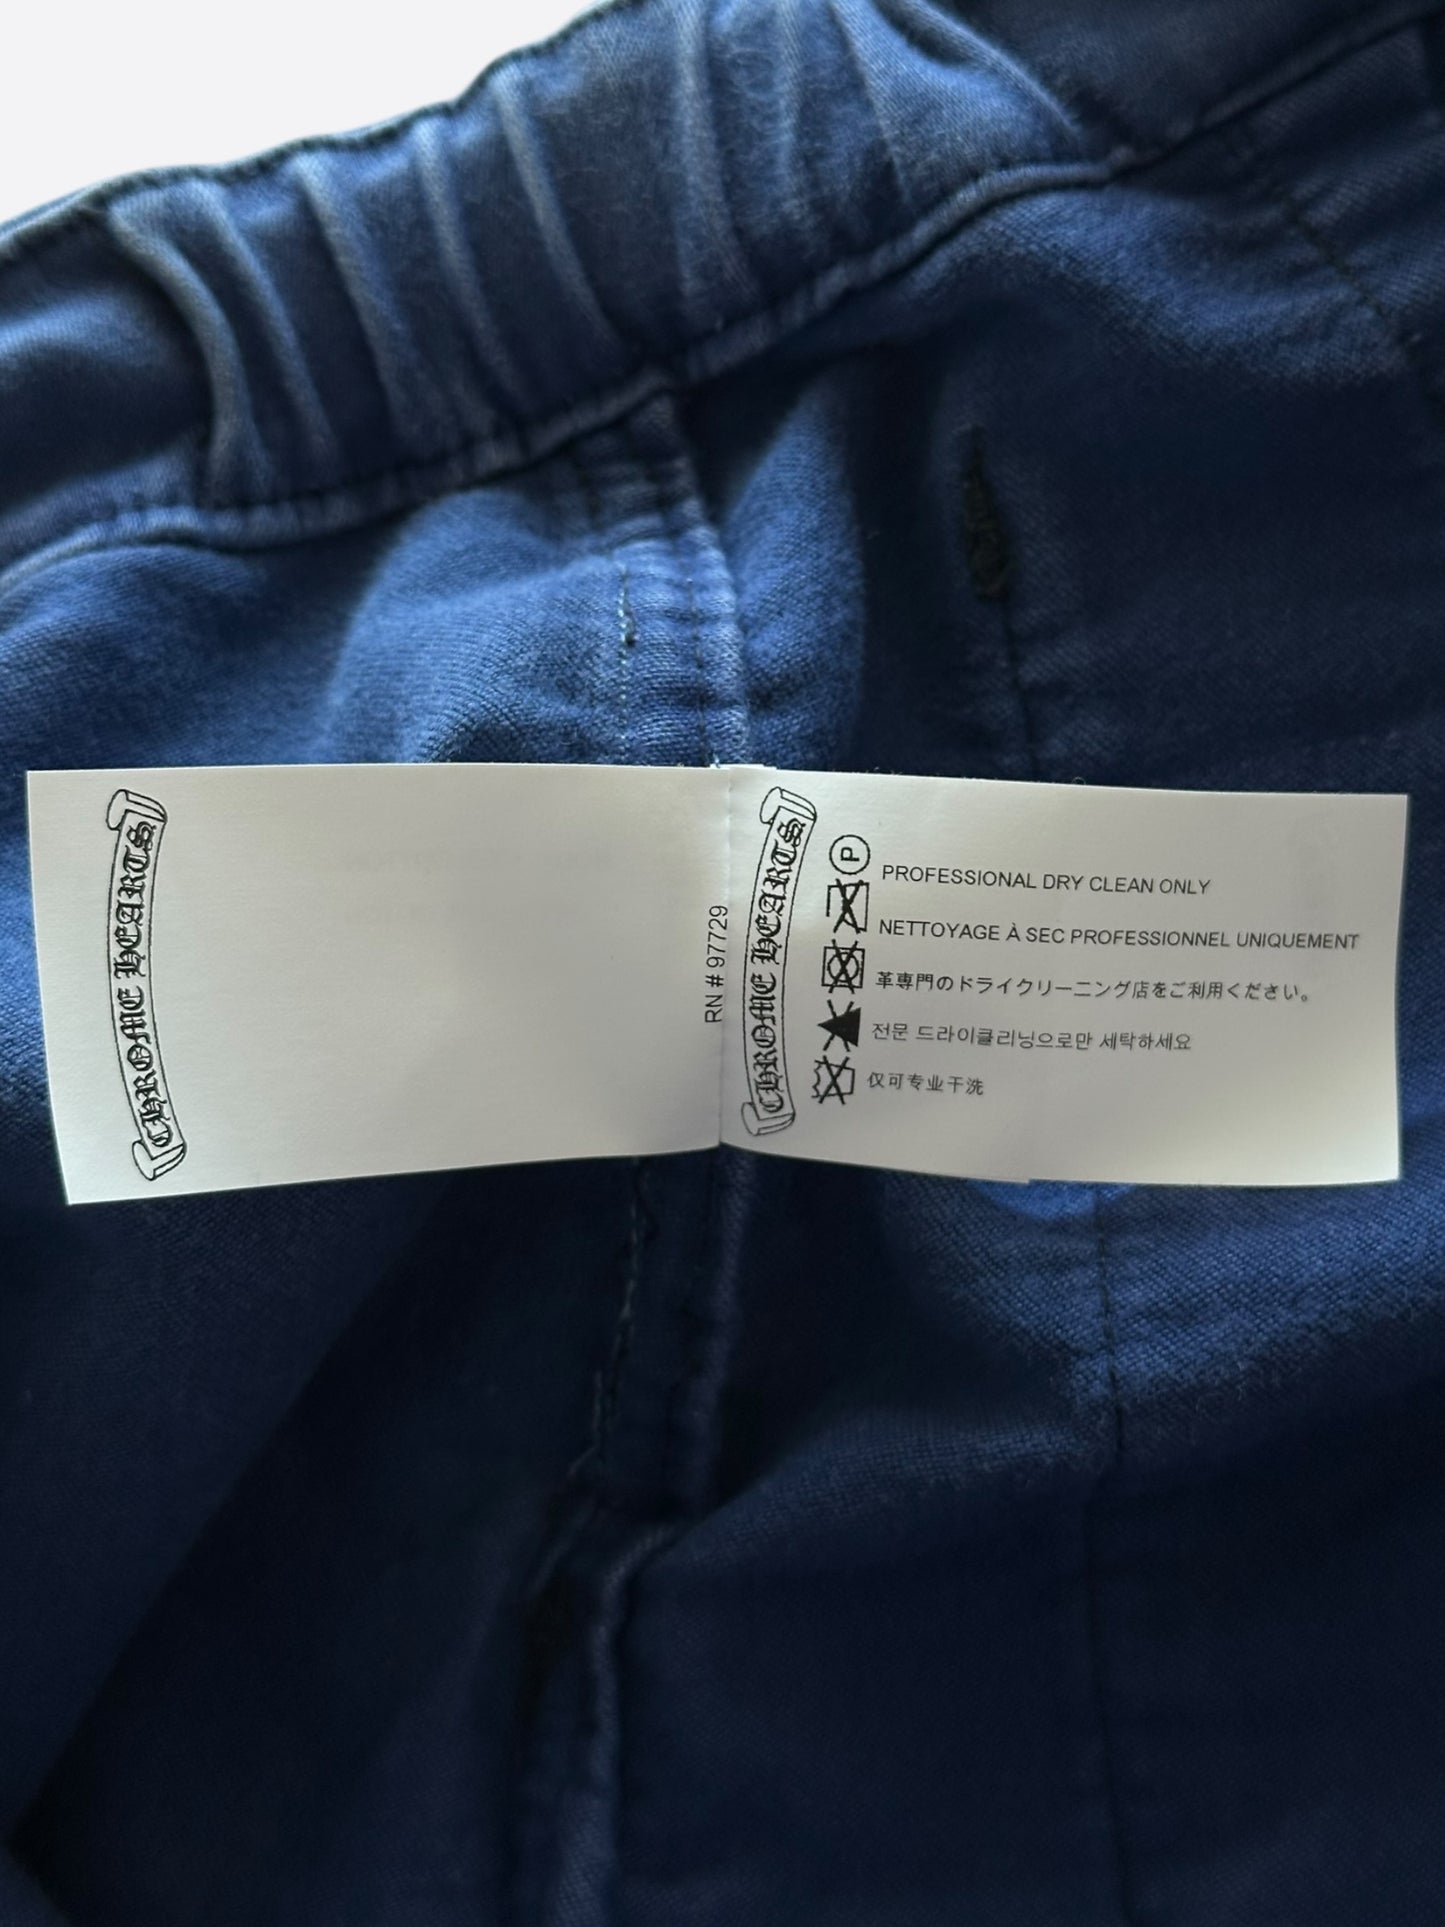 CHROME HEARTS
RN# 97729
CHROME HEARTS
P
PROFESSIONAL DRY CLEAN ONLY
NETTOYAGE À SEC PROFESSIONNEL UNIQUEMENT
革専門のドライクリーニング店をご利用ください。
전문 드라이클리닝으로만 세탁하세요
仅可专业干洗